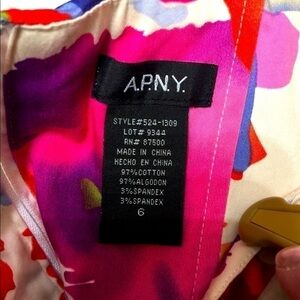 A.P.N.Y.
STYLE#524-1309
LOT# 9344
RN# 87500
MADE IN CHINA
HECHO EN CHINA
97%COTTON
97%ALGODON
3%SPANDEX
3%SPANDEX
6